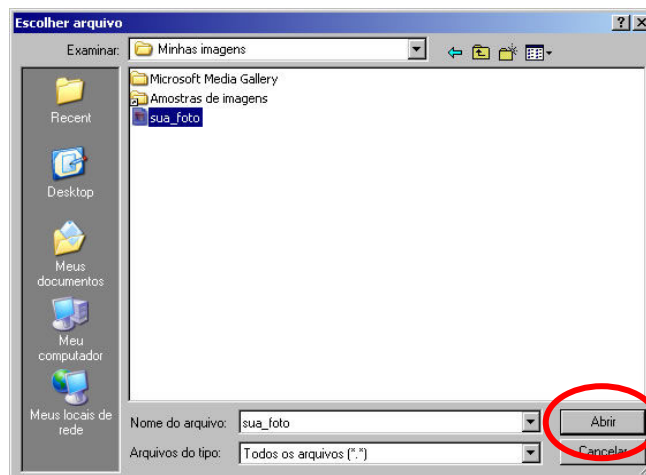 Escolher arquivo
Examinar:
Minhas imagens
Recent
Desktop
Meus
documentos
Meu
computador
Meus locais de
rede
Microsoft Media Gallery
Amostras de imagens
sua_foto
Nome do arquivo:
sua_foto
Abrir
Arquivos do tipo:
Todos os arquivos (*.*)
Cancelar